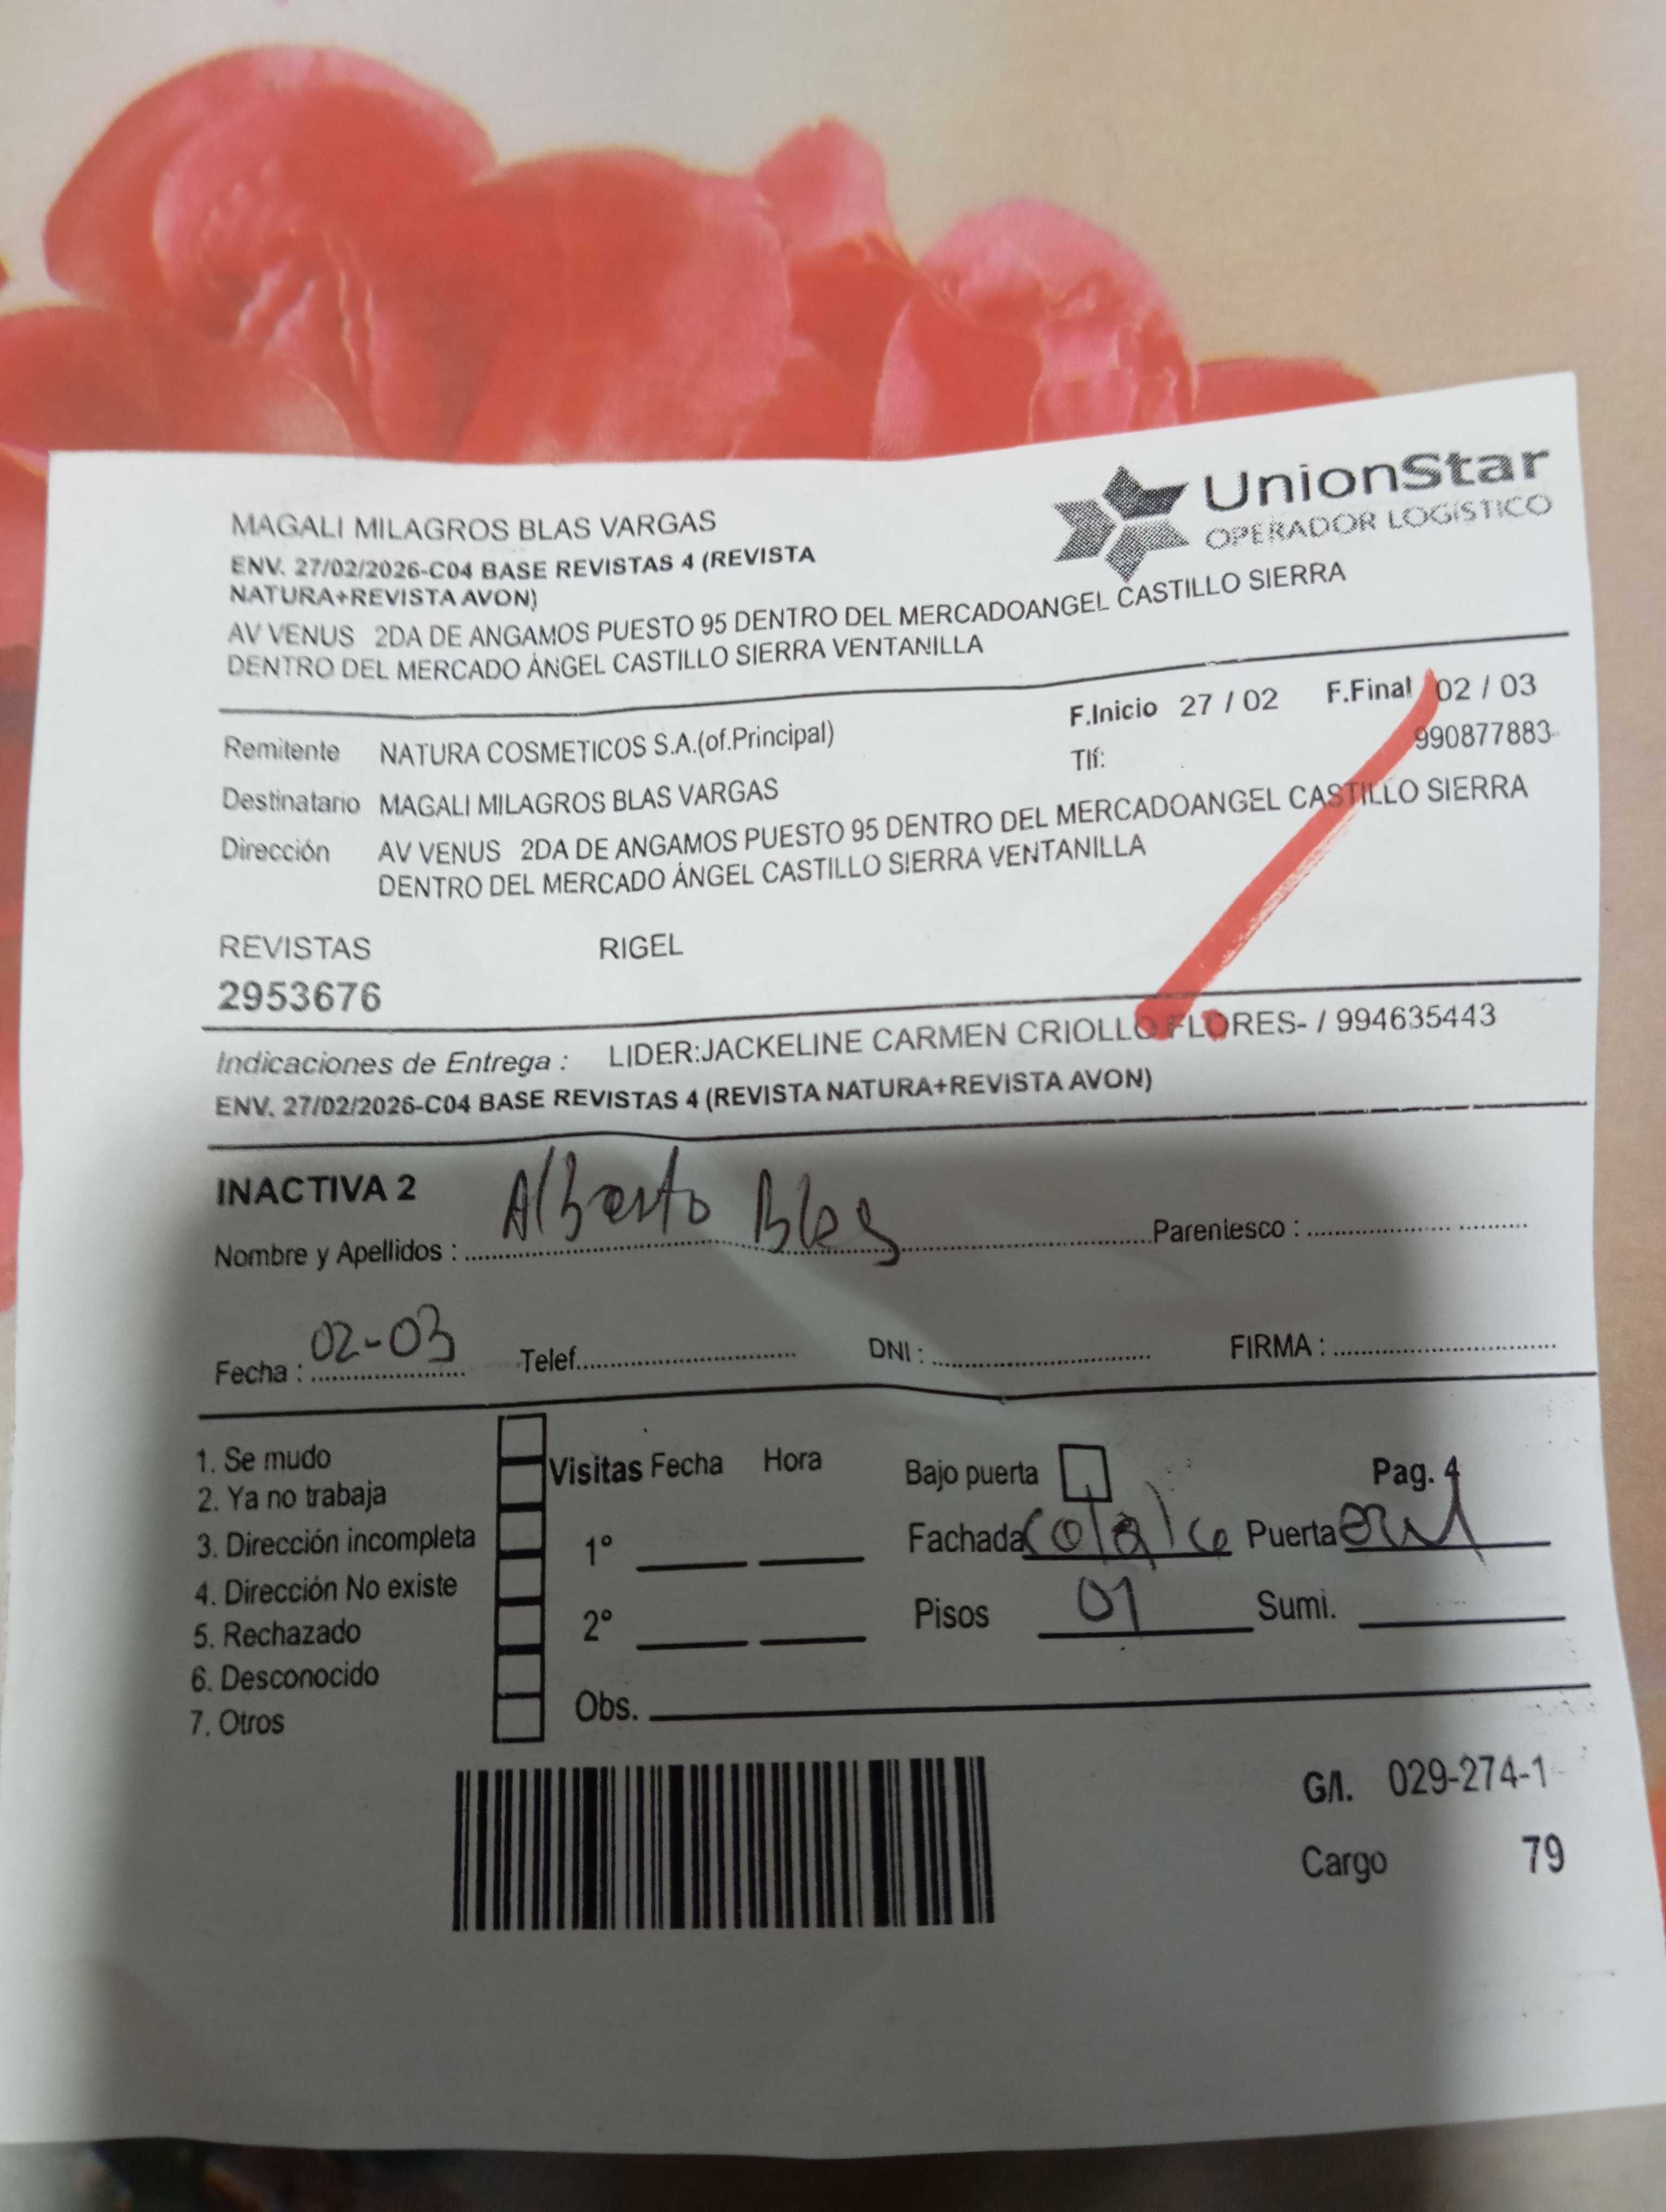 UnionStar
OPERADOR LOGÍSTICO
MAGALI MILAGROS BLAS VARGAS
ENV. 27/02/2026-C04 BASE REVISTAS 4 (REVISTA
NATURA+REVISTA AVON)
AV VENUS 2DA DE ANGAMOS PUESTO 95 DENTRO DEL MERCADOANGEL CASTILLO SIERRA
DENTRO DEL MERCADO ÁNGEL CASTILLO SIERRA VENTANILLA
F.Inicio 27 / 02 F.Final 02 / 03
Remitente NATURA COSMETICOS S.A.(of.Principal) Tlf: 990877883-
Destinatario MAGALI MILAGROS BLAS VARGAS
Dirección AV VENUS 2DA DE ANGAMOS PUESTO 95 DENTRO DEL MERCADOANGEL CASTILLO SIERRA
DENTRO DEL MERCADO ÁNGEL CASTILLO SIERRA VENTANILLA
REVISTAS RIGEL
2953676
Indicaciones de Entrega : LIDER:JACKELINE CARMEN CRIOLLO FLORES- / 994635443
ENV. 27/02/2026-C04 BASE REVISTAS 4 (REVISTA NATURA+REVISTA AVON)
INACTIVA 2
Nombre y Apellidos : Alberto Blas Parentesco :
Fecha : 02-03 Telef. DNI : FIRMA :
1. Se mudo
2. Ya no trabaja
3. Dirección incompleta
4. Dirección No existe
5. Rechazado
6. Desconocido
7. Otros
Visitas Fecha Hora
1°
2°
Obs.
Bajo puerta Pag. 4
Fachada Puerta
Pisos 01 Sumi.
G/I. 029-274-1
Cargo 79